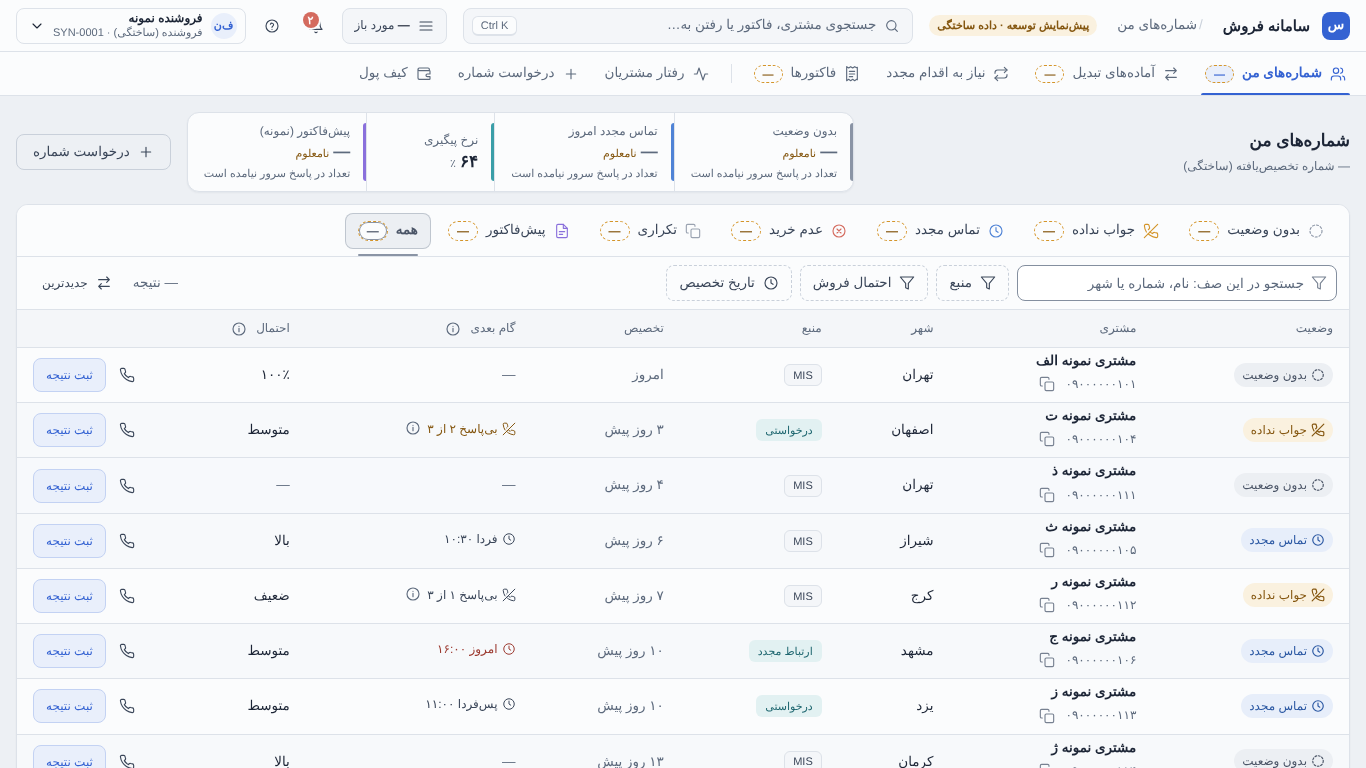 س
سامانه فروش
/ شماره‌های من
پیش‌نمایش توسعه · داده ساختگی
جستجوی مشتری، فاکتور یا رفتن به…
Ctrl K
— مورد باز
۲
ف‌ن
فروشنده نمونه
فروشنده (ساختگی) · SYN-0001
شماره‌های من —
آماده‌های تبدیل —
نیاز به اقدام مجدد
فاکتورها —
رفتار مشتریان
درخواست شماره
کیف پول
شماره‌های من
— شماره تخصیص‌یافته (ساختگی)
بدون وضعیت
— نامعلوم
تعداد در پاسخ سرور نیامده است
تماس مجدد امروز
— نامعلوم
تعداد در پاسخ سرور نیامده است
نرخ پیگیری
۶۴ ٪
پیش‌فاکتور (نمونه)
— نامعلوم
تعداد در پاسخ سرور نیامده است
درخواست شماره
بدون وضعیت —
جواب نداده —
تماس مجدد —
عدم خرید —
تکراری —
پیش‌فاکتور —
همه —
جستجو در این صف: نام، شماره یا شهر
منبع
احتمال فروش
تاریخ تخصیص
— نتیجه
جدیدترین
وضعیت مشتری شهر منبع تخصیص گام بعدی احتمال
بدون وضعیت مشتری نمونه الف ۰۹۰۰۰۰۰۰۱۰۱ تهران MIS امروز — ۱۰۰٪ ثبت نتیجه
جواب نداده مشتری نمونه ت ۰۹۰۰۰۰۰۰۱۰۴ اصفهان درخواستی ۳ روز پیش بی‌پاسخ ۲ از ۳ متوسط ثبت نتیجه
بدون وضعیت مشتری نمونه ذ ۰۹۰۰۰۰۰۰۱۱۱ تهران MIS ۴ روز پیش — — ثبت نتیجه
تماس مجدد مشتری نمونه ث ۰۹۰۰۰۰۰۰۱۰۵ شیراز MIS ۶ روز پیش فردا ۱۰:۳۰ بالا ثبت نتیجه
جواب نداده مشتری نمونه ر ۰۹۰۰۰۰۰۰۱۱۲ کرج MIS ۷ روز پیش بی‌پاسخ ۱ از ۳ ضعیف ثبت نتیجه
تماس مجدد مشتری نمونه ج ۰۹۰۰۰۰۰۰۱۰۶ مشهد ارتباط مجدد ۱۰ روز پیش امروز ۱۶:۰۰ متوسط ثبت نتیجه
تماس مجدد مشتری نمونه ز ۰۹۰۰۰۰۰۰۱۱۳ یزد درخواستی ۱۰ روز پیش پس‌فردا ۱۱:۰۰ متوسط ثبت نتیجه
بدون وضعیت مشتری نمونه ژ کرمان MIS ۱۳ روز پیش — بالا ثبت نتیجه